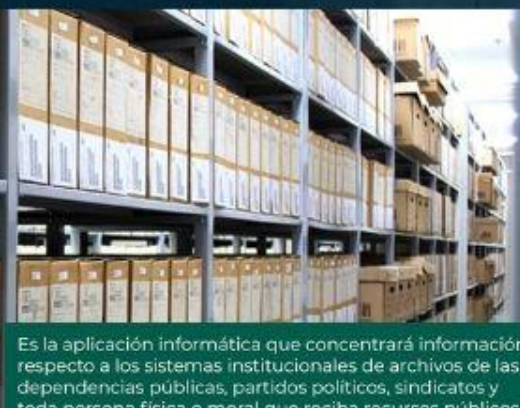 Es la aplicación informática que concentrará información
respecto a los sistemas institucionales de archivos de las
dependencias públicas, partidos políticos, sindicatos y
toda persona física o moral que reciba recursos públicos